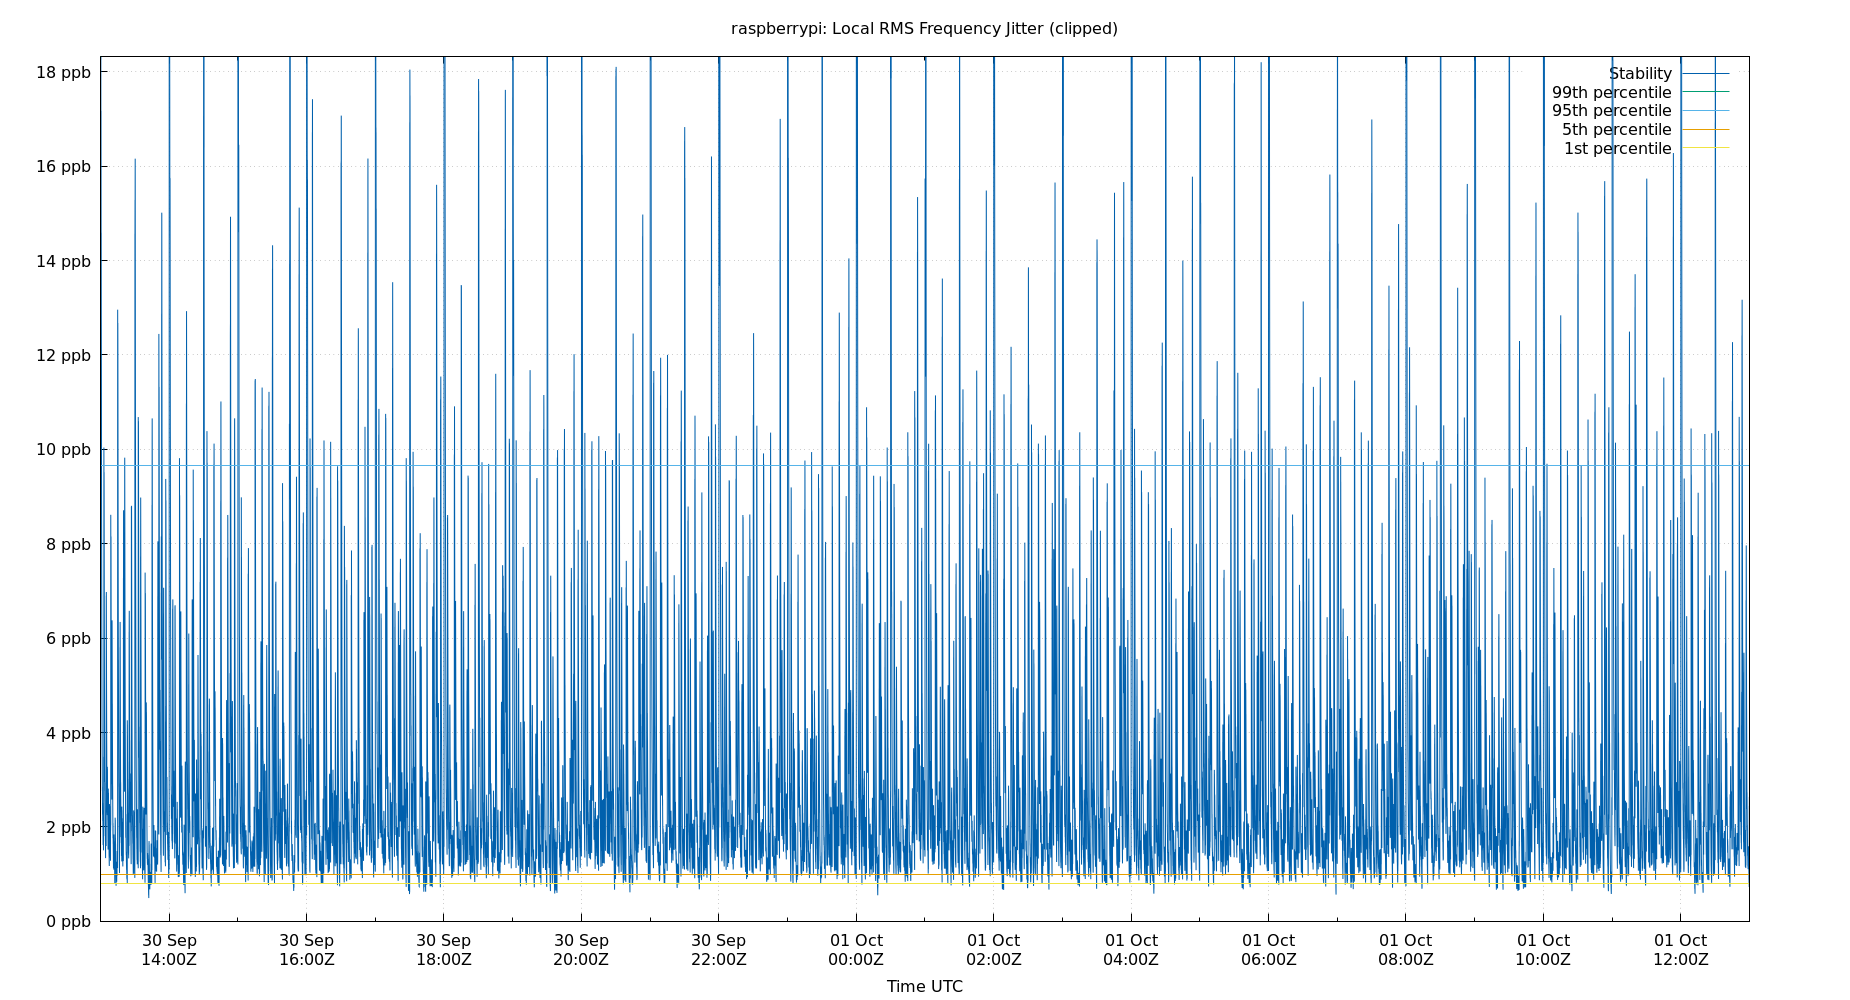 raspberrypi: Local RMS Frequency Jitter (clipped)
18 ppb
16 ppb
14 ppb
12 ppb
10 ppb
8 ppb
6 ppb
4 ppb
2 ppb
0 ppb
Stability
99th percentile
95th percentile
5th percentile
1st percentile
30 Sep 30 Sep 30 Sep 30 Sep 30 Sep 01 Oct 01 Oct 01 Oct 01 Oct 01 Oct 01 Oct 01 Oct
14:00Z 16:00Z 18:00Z 20:00Z 22:00Z 00:00Z 02:00Z 04:00Z 06:00Z 08:00Z 10:00Z 12:00Z
Time UTC